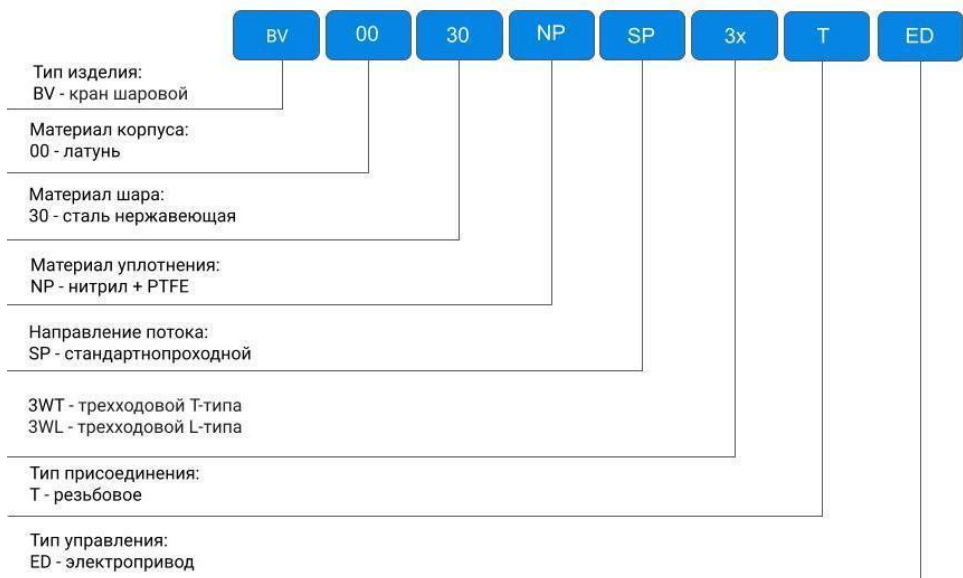 BV 00 30 NP SP 3x T ED
Тип изделия:
BV - кран шаровой
Материал корпуса:
00 - латунь
Материал шара:
30 - сталь нержавеющая
Материал уплотнения:
NP - нитрил + PTFE
Направление потока:
SP - стандартнопроходной
3WT - трехходовой Т-типа
3WL - трехходовой L-типа
Тип присоединения:
T - резьбовое
Тип управления:
ED - электропривод